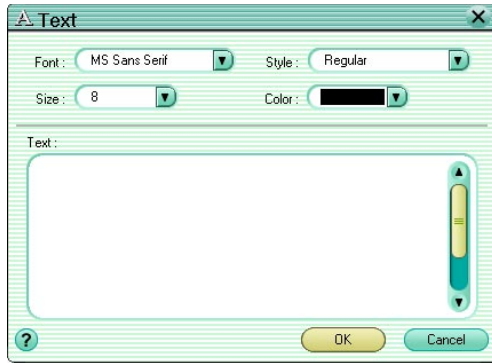 A Text
Font : MS Sans Serif Style : Regular
Size : 8 Color :
Text :
?
OK Cancel